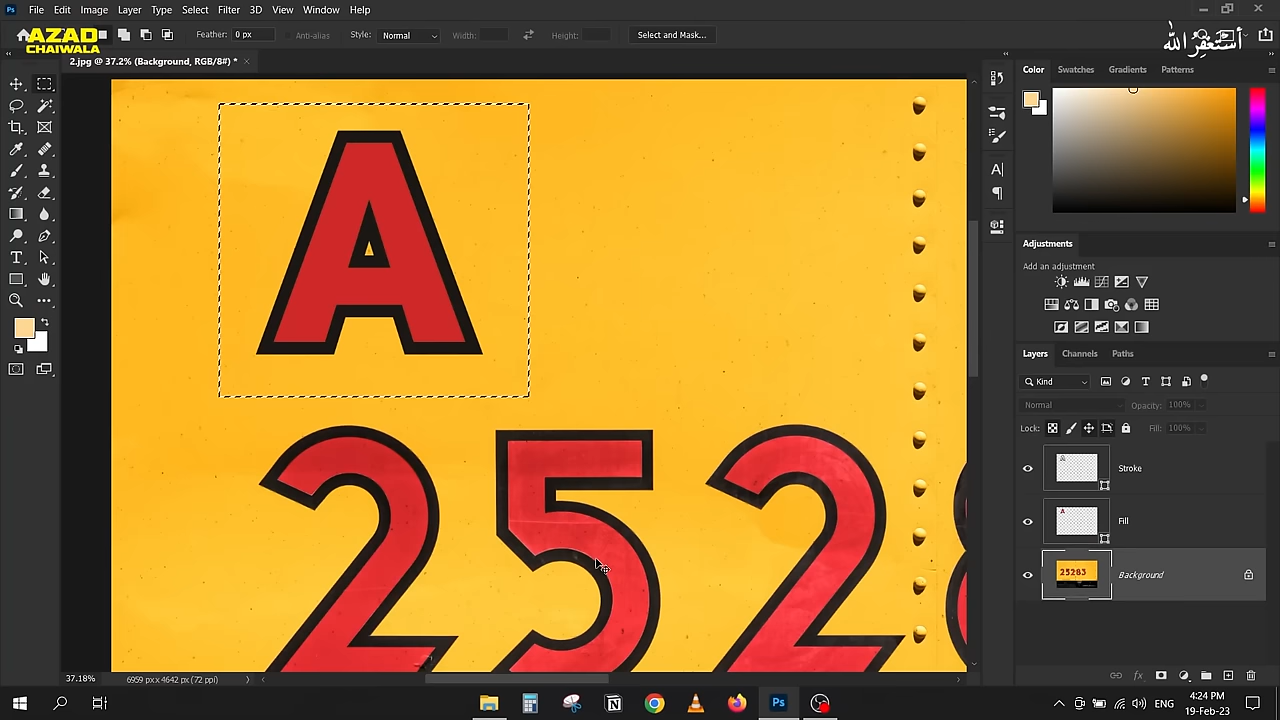 File Edit Image Layer Type Select Filter 3D View Window Help
AZAD
CHAIWALA
Feather: 0 px Anti-alias Style: Normal Width: Height: Select and Mask...
أستغفر الله
2.jpg @ 37.2% (Background, RGB/8#) *
Color Swatches Gradients Patterns
A
Adjustments
Add an adjustment
Layers Channels Paths
Kind
Normal Opacity: 100%
Lock: Fill: 100%
Stroke
Fill
Background
25283
2 5 2
37.18% 6959 px x 4642 px (72 ppi)
ENG
4:24 PM
19-Feb-23